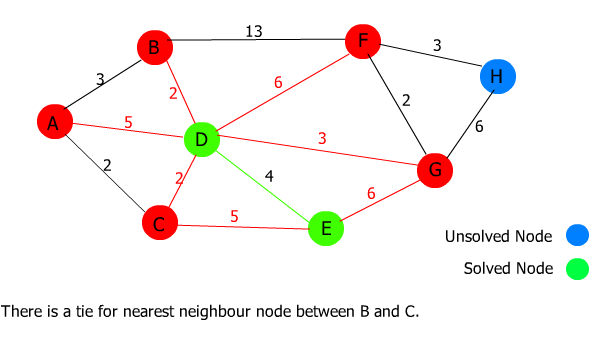 13
B
F
3
H
3
2
6
A
5
2
D
3
2
6
2
4
G
6
C
5
E
Unsolved Node
Solved Node
There is a tie for nearest neighbour node between B and C.